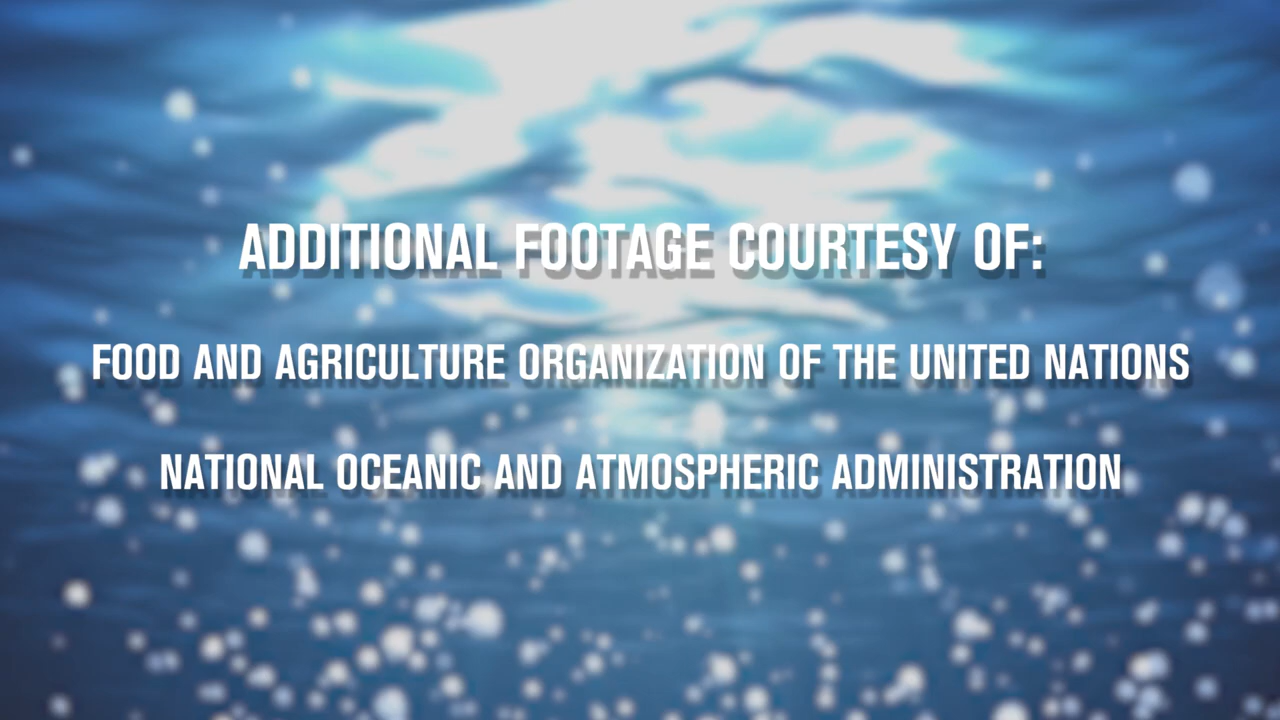 ADDITIONAL FOOTAGE COURTESY OF:
FOOD AND AGRICULTURE ORGANIZATION OF THE UNITED NATIONS
NATIONAL OCEANIC AND ATMOSPHERIC ADMINISTRATION